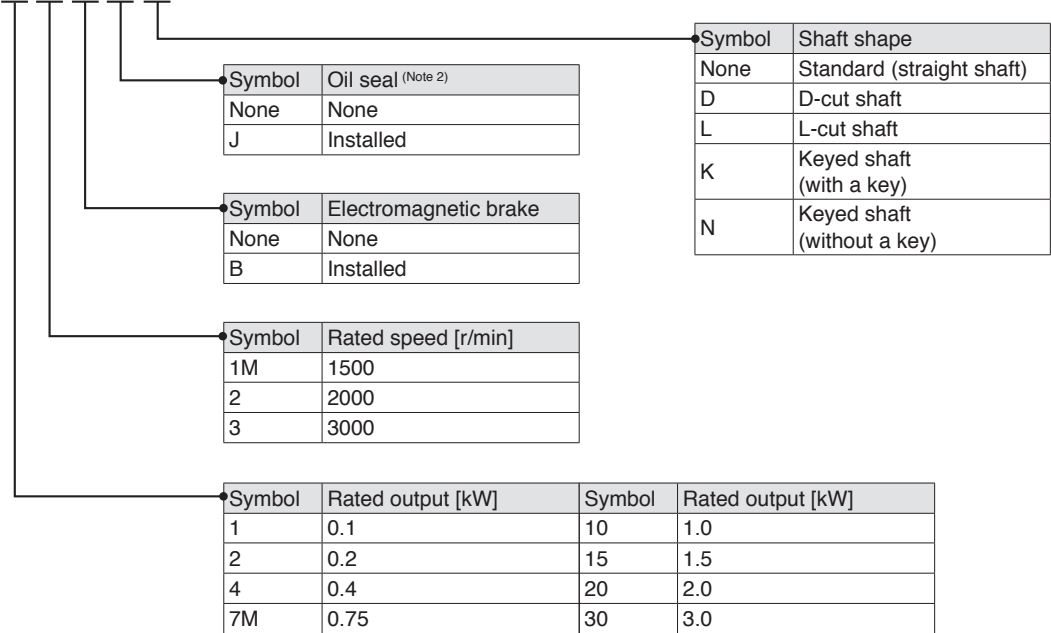 Symbol Shaft shape
None Standard (straight shaft)
D D-cut shaft
L L-cut shaft
K Keyed shaft
(with a key)
N Keyed shaft
(without a key)
Symbol Oil seal (Note 2)
None None
J Installed
Symbol Electromagnetic brake
None None
B Installed
Symbol Rated speed [r/min]
1M 1500
2 2000
3 3000
Symbol Rated output [kW] Symbol Rated output [kW]
1 0.1 10 1.0
2 0.2 15 1.5
4 0.4 20 2.0
7M 0.75 30 3.0